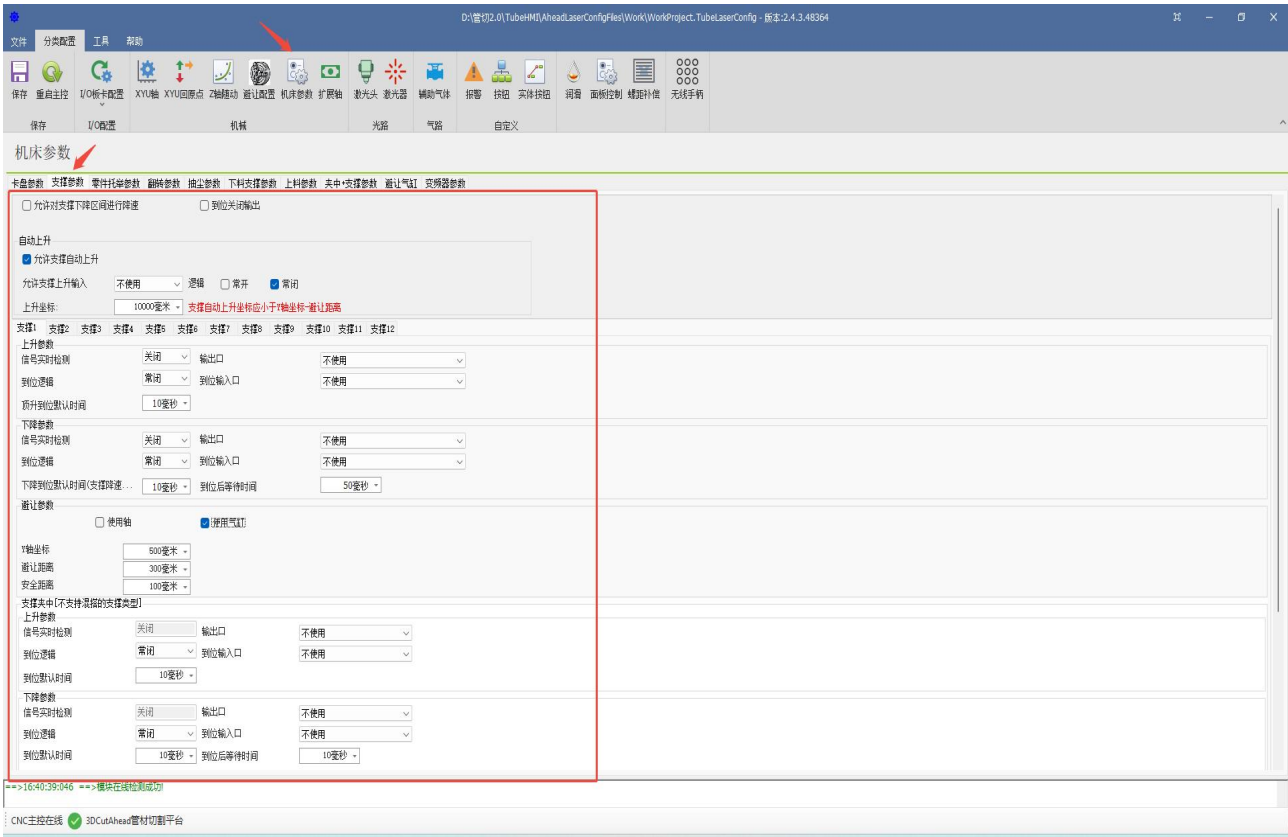 D:\管切2.0\TubeHMI\AheadLaserConfigFiles\Work\WorkProject.TubeLaserConfig - 版本:2.4.3.48364
文件 分类配置 工具 帮助
保存 重启主控 I/O板卡配置 XYU轴 XYU回原点 Z轴随动 避让配置 机床参数 扩展轴 激光头 激光器 辅助气体 报警 按钮 实体按钮 润滑 面板控制 螺距补偿 无线手柄
保存 I/O配置 机械 光路 气路 自定义
机床参数
卡盘参数 支撑参数 零件托举参数 翻转参数 抽尘参数 下料支撑参数 上料参数 夹中+支撑参数 避让气缸 变频器参数
允许对支撑下降区间进行降速 到位关闭输出
自动上升
允许支撑自动上升
允许支撑上升输入 不使用 逻辑 常开 常闭
上升坐标: 10000毫米 支撑自动上升坐标应小于Y轴坐标-避让距离
支撑1 支撑2 支撑3 支撑4 支撑5 支撑6 支撑7 支撑8 支撑9 支撑10 支撑11 支撑12
上升参数
信号实时检测 关闭 输出口 不使用
到位逻辑 常闭 到位输入口 不使用
顶升到位默认时间 10毫秒
下降参数
信号实时检测 关闭 输出口 不使用
到位逻辑 常闭 到位输入口 不使用
下降到位默认时间(支撑降速... 10毫秒 到位后等待时间 50毫秒
避让参数
使用轴 使用气缸
Y轴坐标 500毫米
避让距离 300毫米
安全距离 100毫米
支撑夹中[不支持混搭的支撑类型]
上升参数
信号实时检测 关闭 输出口 不使用
到位逻辑 常闭 到位输入口 不使用
到位默认时间 10毫秒
下降参数
信号实时检测 关闭 输出口 不使用
到位逻辑 常闭 到位输入口 不使用
到位默认时间 10毫秒 到位后等待时间 10毫秒
==>16:40:39:046 ==>模块在线检测成功!
CNC主控在线 3DCutAhead管材切割平台